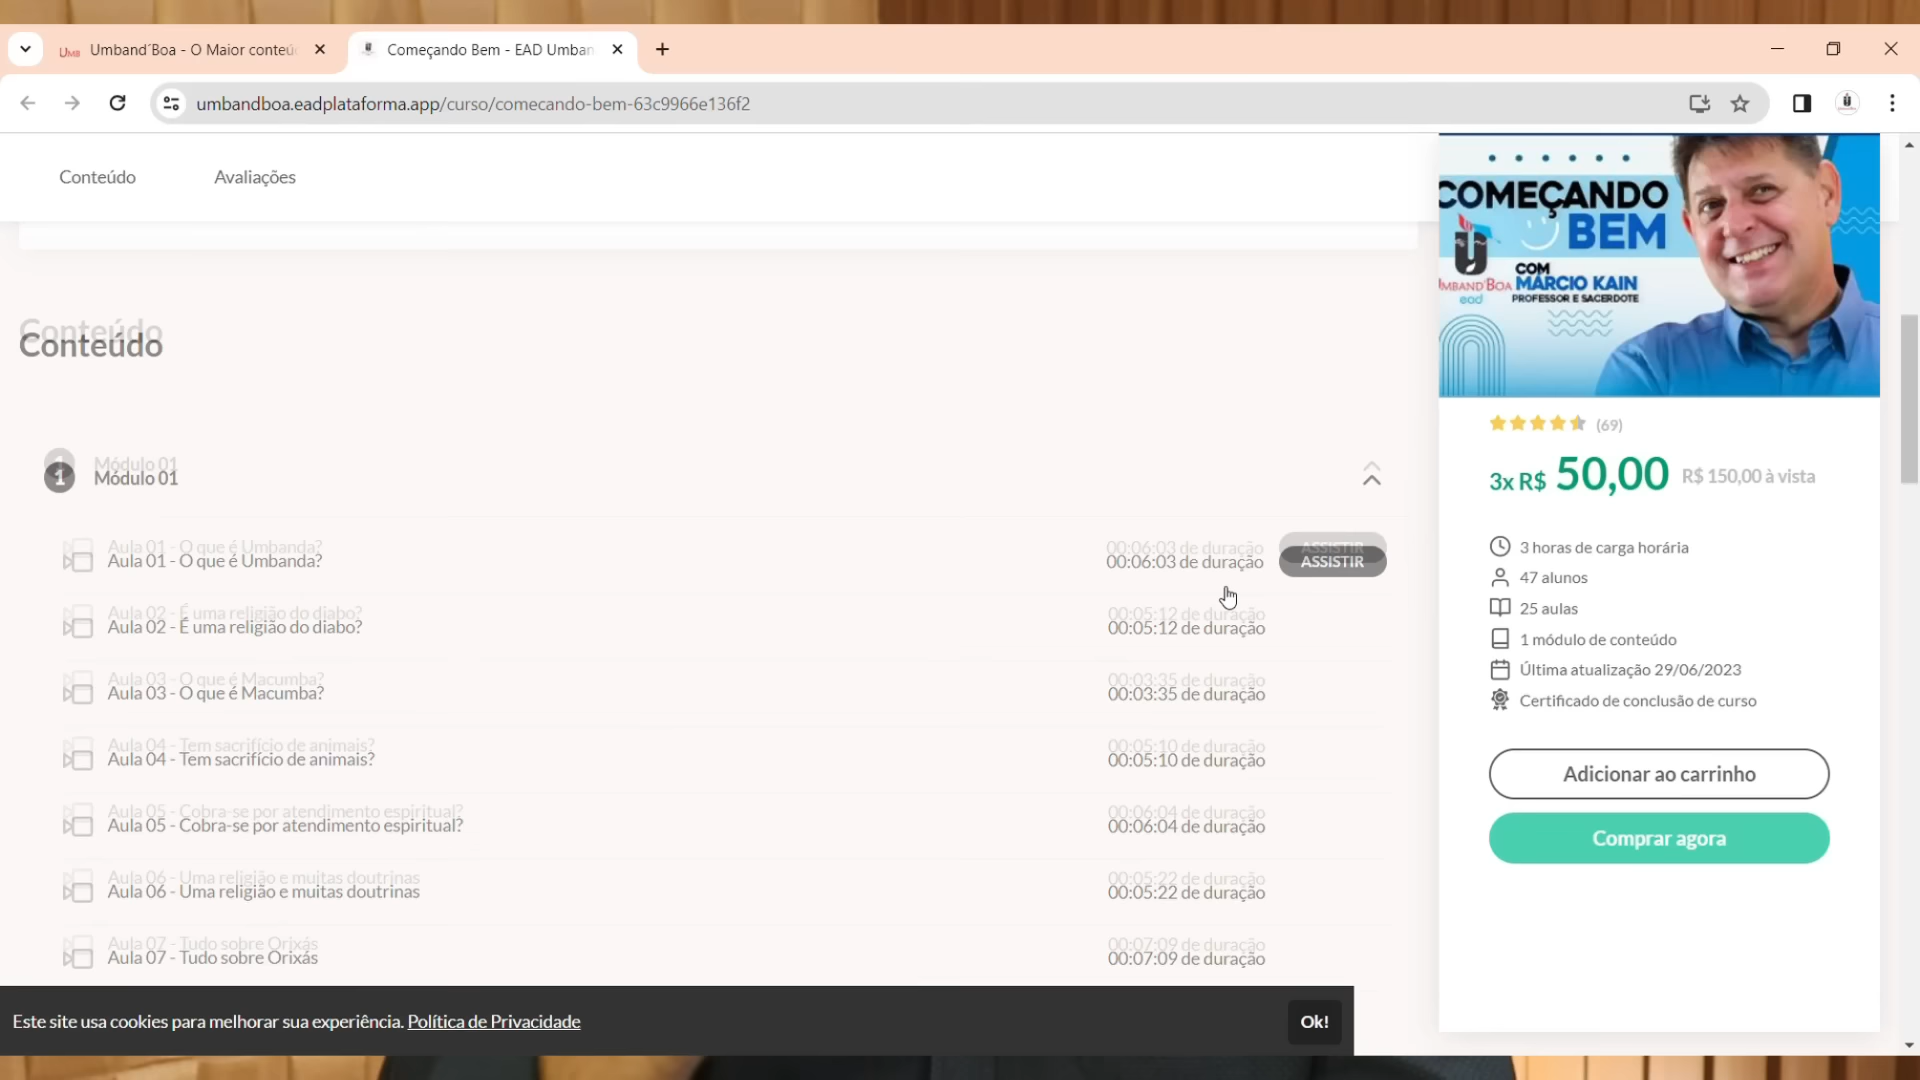 Umband´Boa - O Maior conteú
Começando Bem - EAD Umban
umbandboa.eadplataforma.app/curso/comecando-bem-63c9966e136f2
Conteúdo
Avaliações
COMEÇANDO
BEM
COM
MÁRCIO KAIN
PROFESSOR E SACERDOTE
UMBAND'BOA
ead
Conteúdo
1 Módulo 01
Aula 01 - O que é Umbanda? 00:06:03 de duração ASSISTIR
Aula 02 - É uma religião do diabo? 00:05:12 de duração
Aula 03 - O que é Macumba? 00:03:35 de duração
Aula 04 - Tem sacrifício de animais? 00:05:10 de duração
Aula 05 - Cobra-se por atendimento espiritual? 00:06:04 de duração
Aula 06 - Uma religião e muitas doutrinas 00:05:22 de duração
Aula 07 - Tudo sobre Orixás 00:07:09 de duração
(69)
3x R$ 50,00 R$ 150,00 à vista
3 horas de carga horária
47 alunos
25 aulas
1 módulo de conteúdo
Última atualização 29/06/2023
Certificado de conclusão de curso
Adicionar ao carrinho
Comprar agora
Este site usa cookies para melhorar sua experiência. Política de Privacidade
Ok!